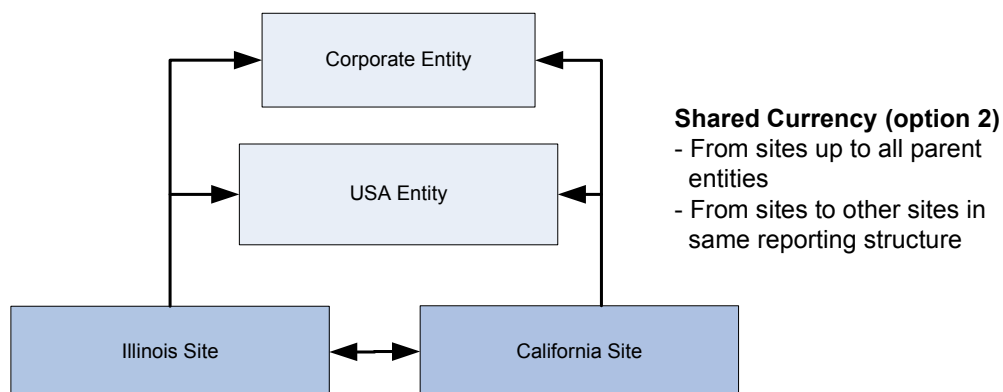 Corporate Entity
USA Entity
Illinois Site
California Site
Shared Currency (option 2)
- From sites up to all parent
entities
- From sites to other sites in
same reporting structure